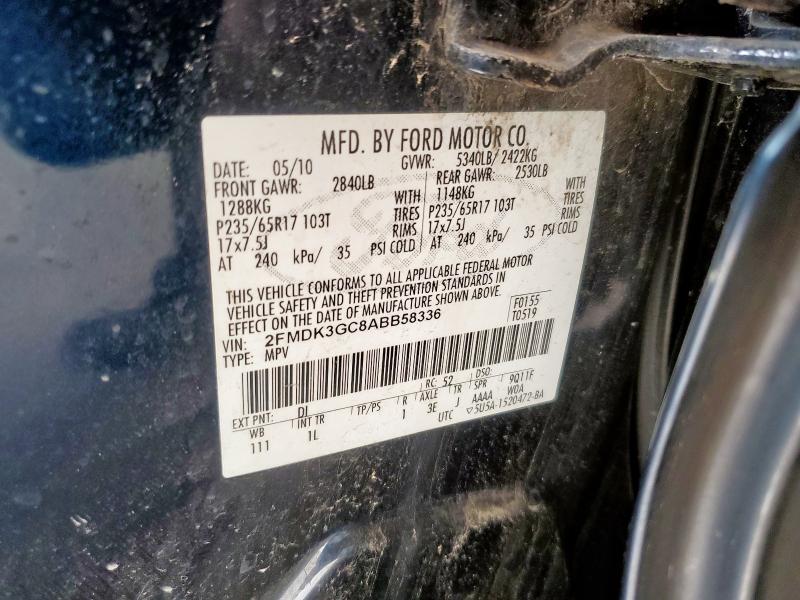 MFD. BY FORD MOTOR CO.
DATE: 05/10 GVWR: 5340LB/ 2422KG
FRONT GAWR: 2840LB REAR GAWR: 2530LB
1288KG WITH 1148KG WITH
P235/65R17 103T TIRES P235/65R17 103T TIRES
17x7.5J RIMS 17x7.5J RIMS
AT 240 kPa/ 35 PSI COLD AT 240 kPa/ 35 PSI COLD
THIS VEHICLE CONFORMS TO ALL APPLICABLE FEDERAL MOTOR
VEHICLE SAFETY AND THEFT PREVENTION STANDARDS IN
EFFECT ON THE DATE OF MANUFACTURE SHOWN ABOVE.
VIN: 2FMDK3GC8ABB58336 F0155
TYPE: MPV T0519
EXT PNT: DI RC: 52 DSO:
WB INT TR TP/PS R AXLE TR SPR 9Q11F
111 1L 1 3E J AAAA W0A
UTC ▽5U5A-1520472-BA